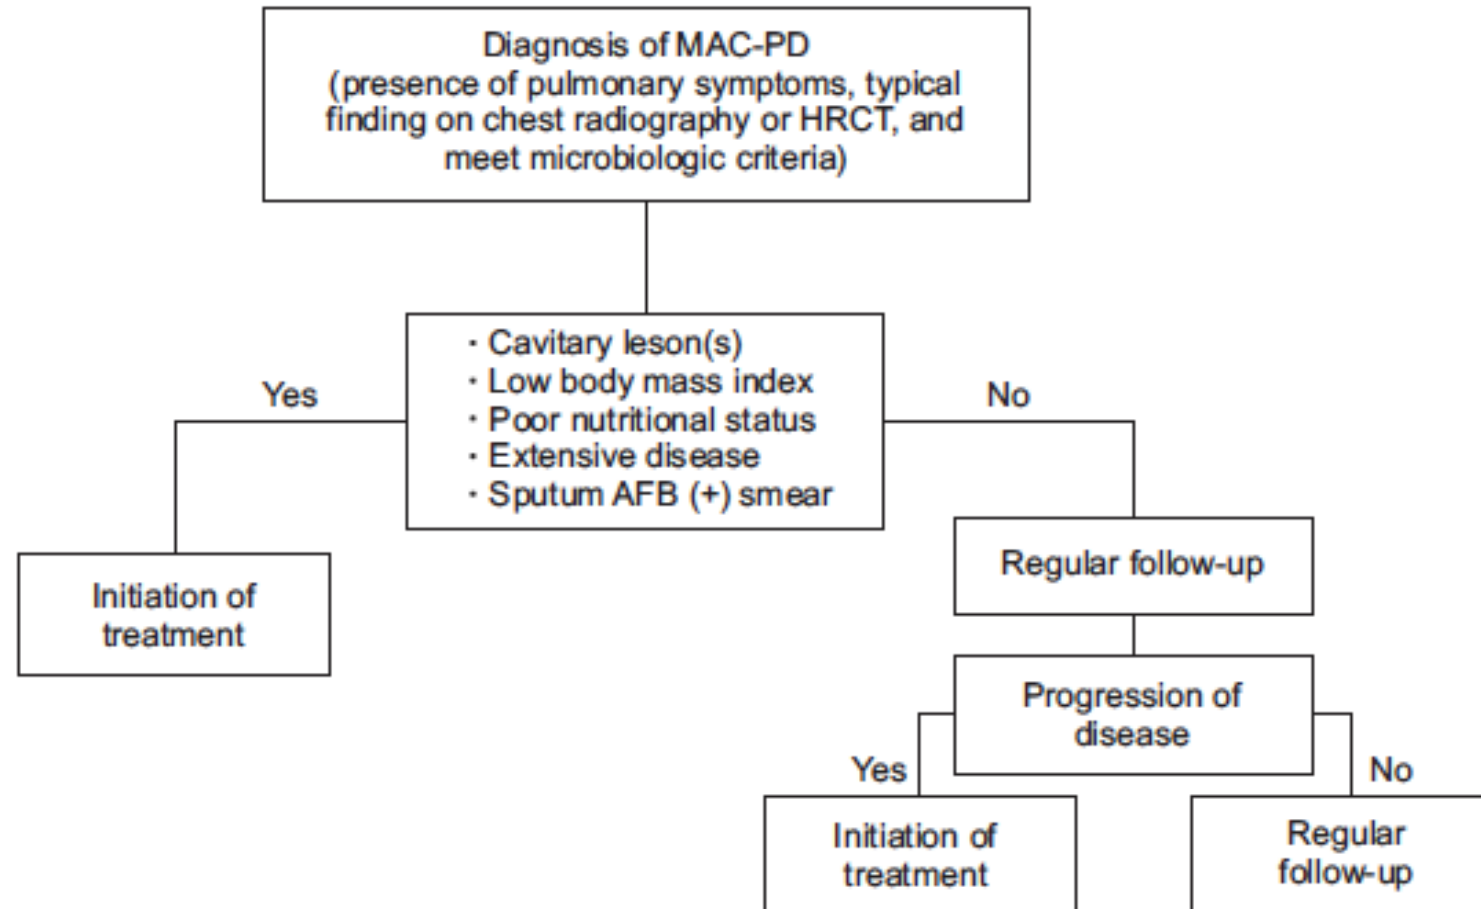 Diagnosis of MAC-PD
(presence of pulmonary symptoms, typical
finding on chest radiography or HRCT, and
meet microbiologic criteria)
· Cavitary leson(s)
· Low body mass index
· Poor nutritional status
· Extensive disease
· Sputum AFB (+) smear
Yes
No
Initiation of
treatment
Regular follow-up
Progression of
disease
Yes
No
Initiation of
treatment
Regular
follow-up